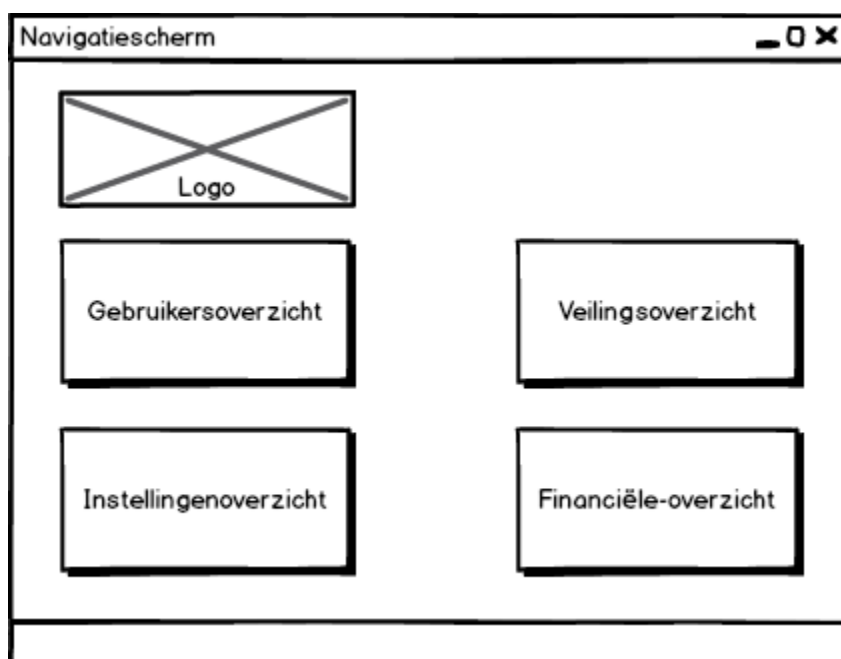 Navigatiescherm
Logo
Gebruikersoverzicht
Veilingsoverzicht
Instellingenoverzicht
Financiële-overzicht